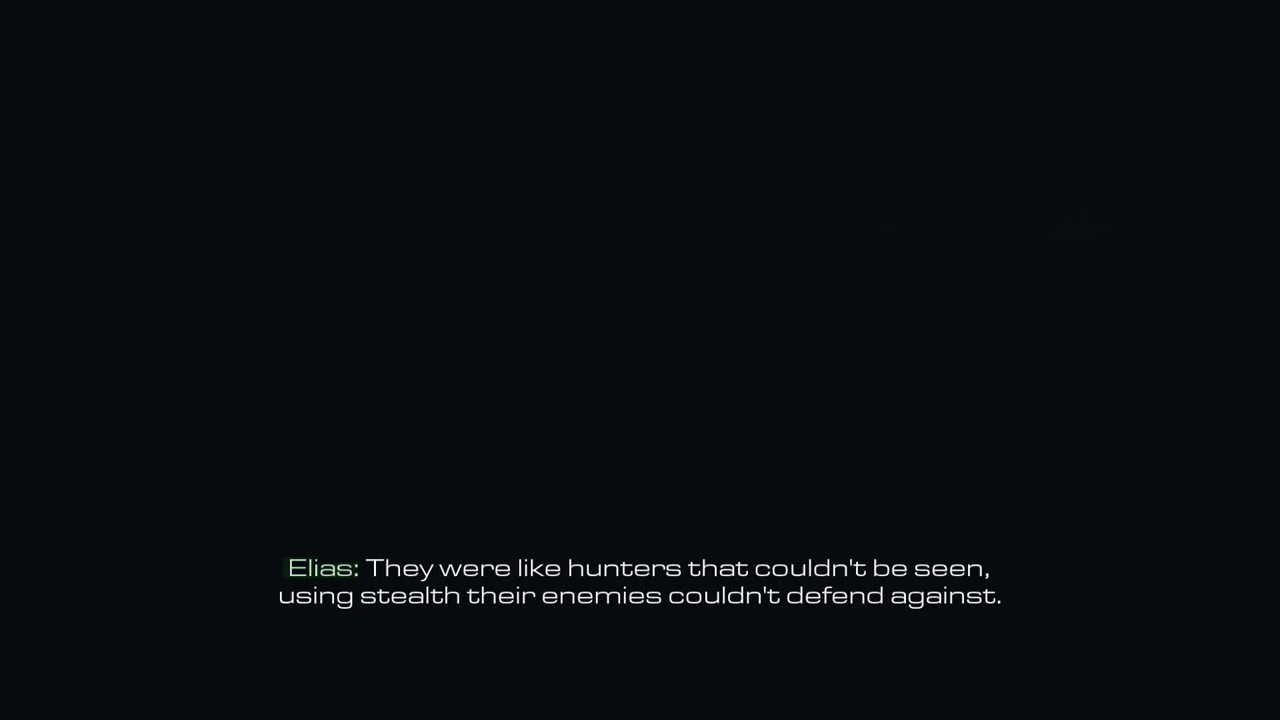 Elias: They were like hunters that couldn't be seen,
using stealth their enemies couldn't defend against.